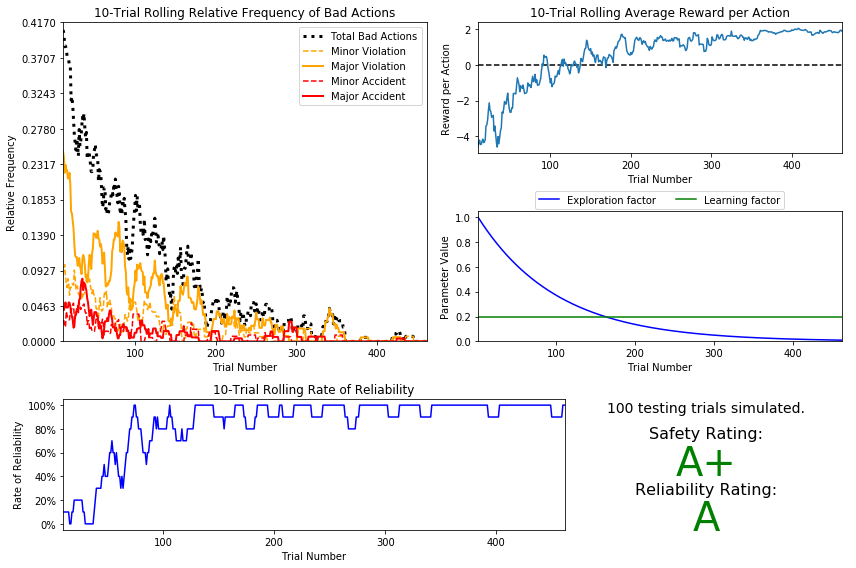 10-Trial Rolling Relative Frequency of Bad Actions
0.4170
0.3707
0.3243
0.2780
0.2317
0.1853
0.1390
0.0927
0.0463
0.0000
Relative Frequency
Total Bad Actions
Minor Violation
Major Violation
Minor Accident
Major Accident
100 200 300 400
Trial Number
10-Trial Rolling Average Reward per Action
2
0
−2
−4
Reward per Action
100 200 300 400
Trial Number
Exploration factor Learning factor
1.0
0.8
0.6
0.4
0.2
0.0
Parameter Value
100 200 300 400
Trial Number
10-Trial Rolling Rate of Reliability
100%
80%
60%
40%
20%
0%
Rate of Reliability
100 200 300 400
Trial Number
100 testing trials simulated.
Safety Rating:
A+
Reliability Rating:
A